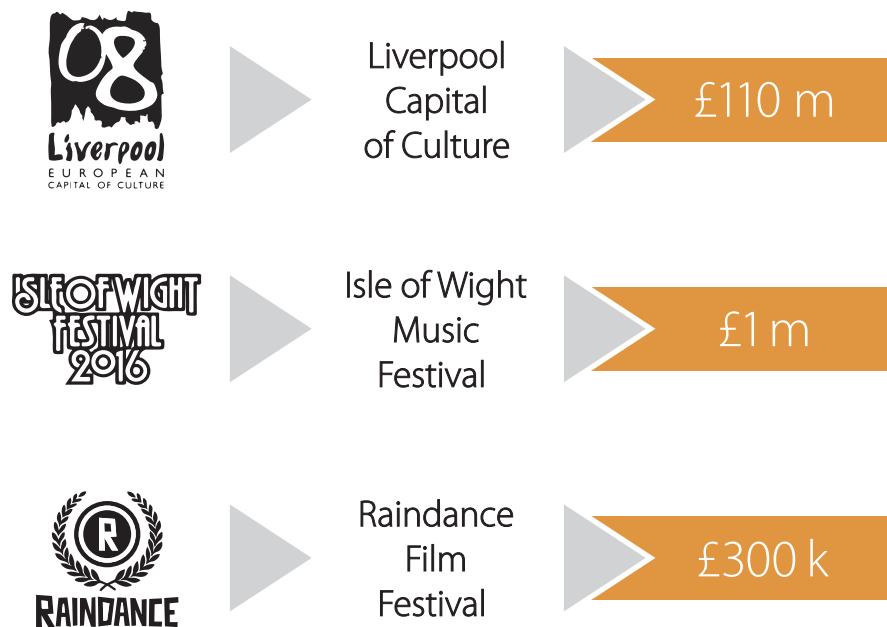 08
Liverpool
EUROPEAN
CAPITAL OF CULTURE
Liverpool
Capital
of Culture
£110 m
ISLE OF WIGHT
FESTIVAL
2016
Isle of Wight
Music
Festival
£1 m
R
RAINDANCE
Raindance
Film
Festival
£300 k